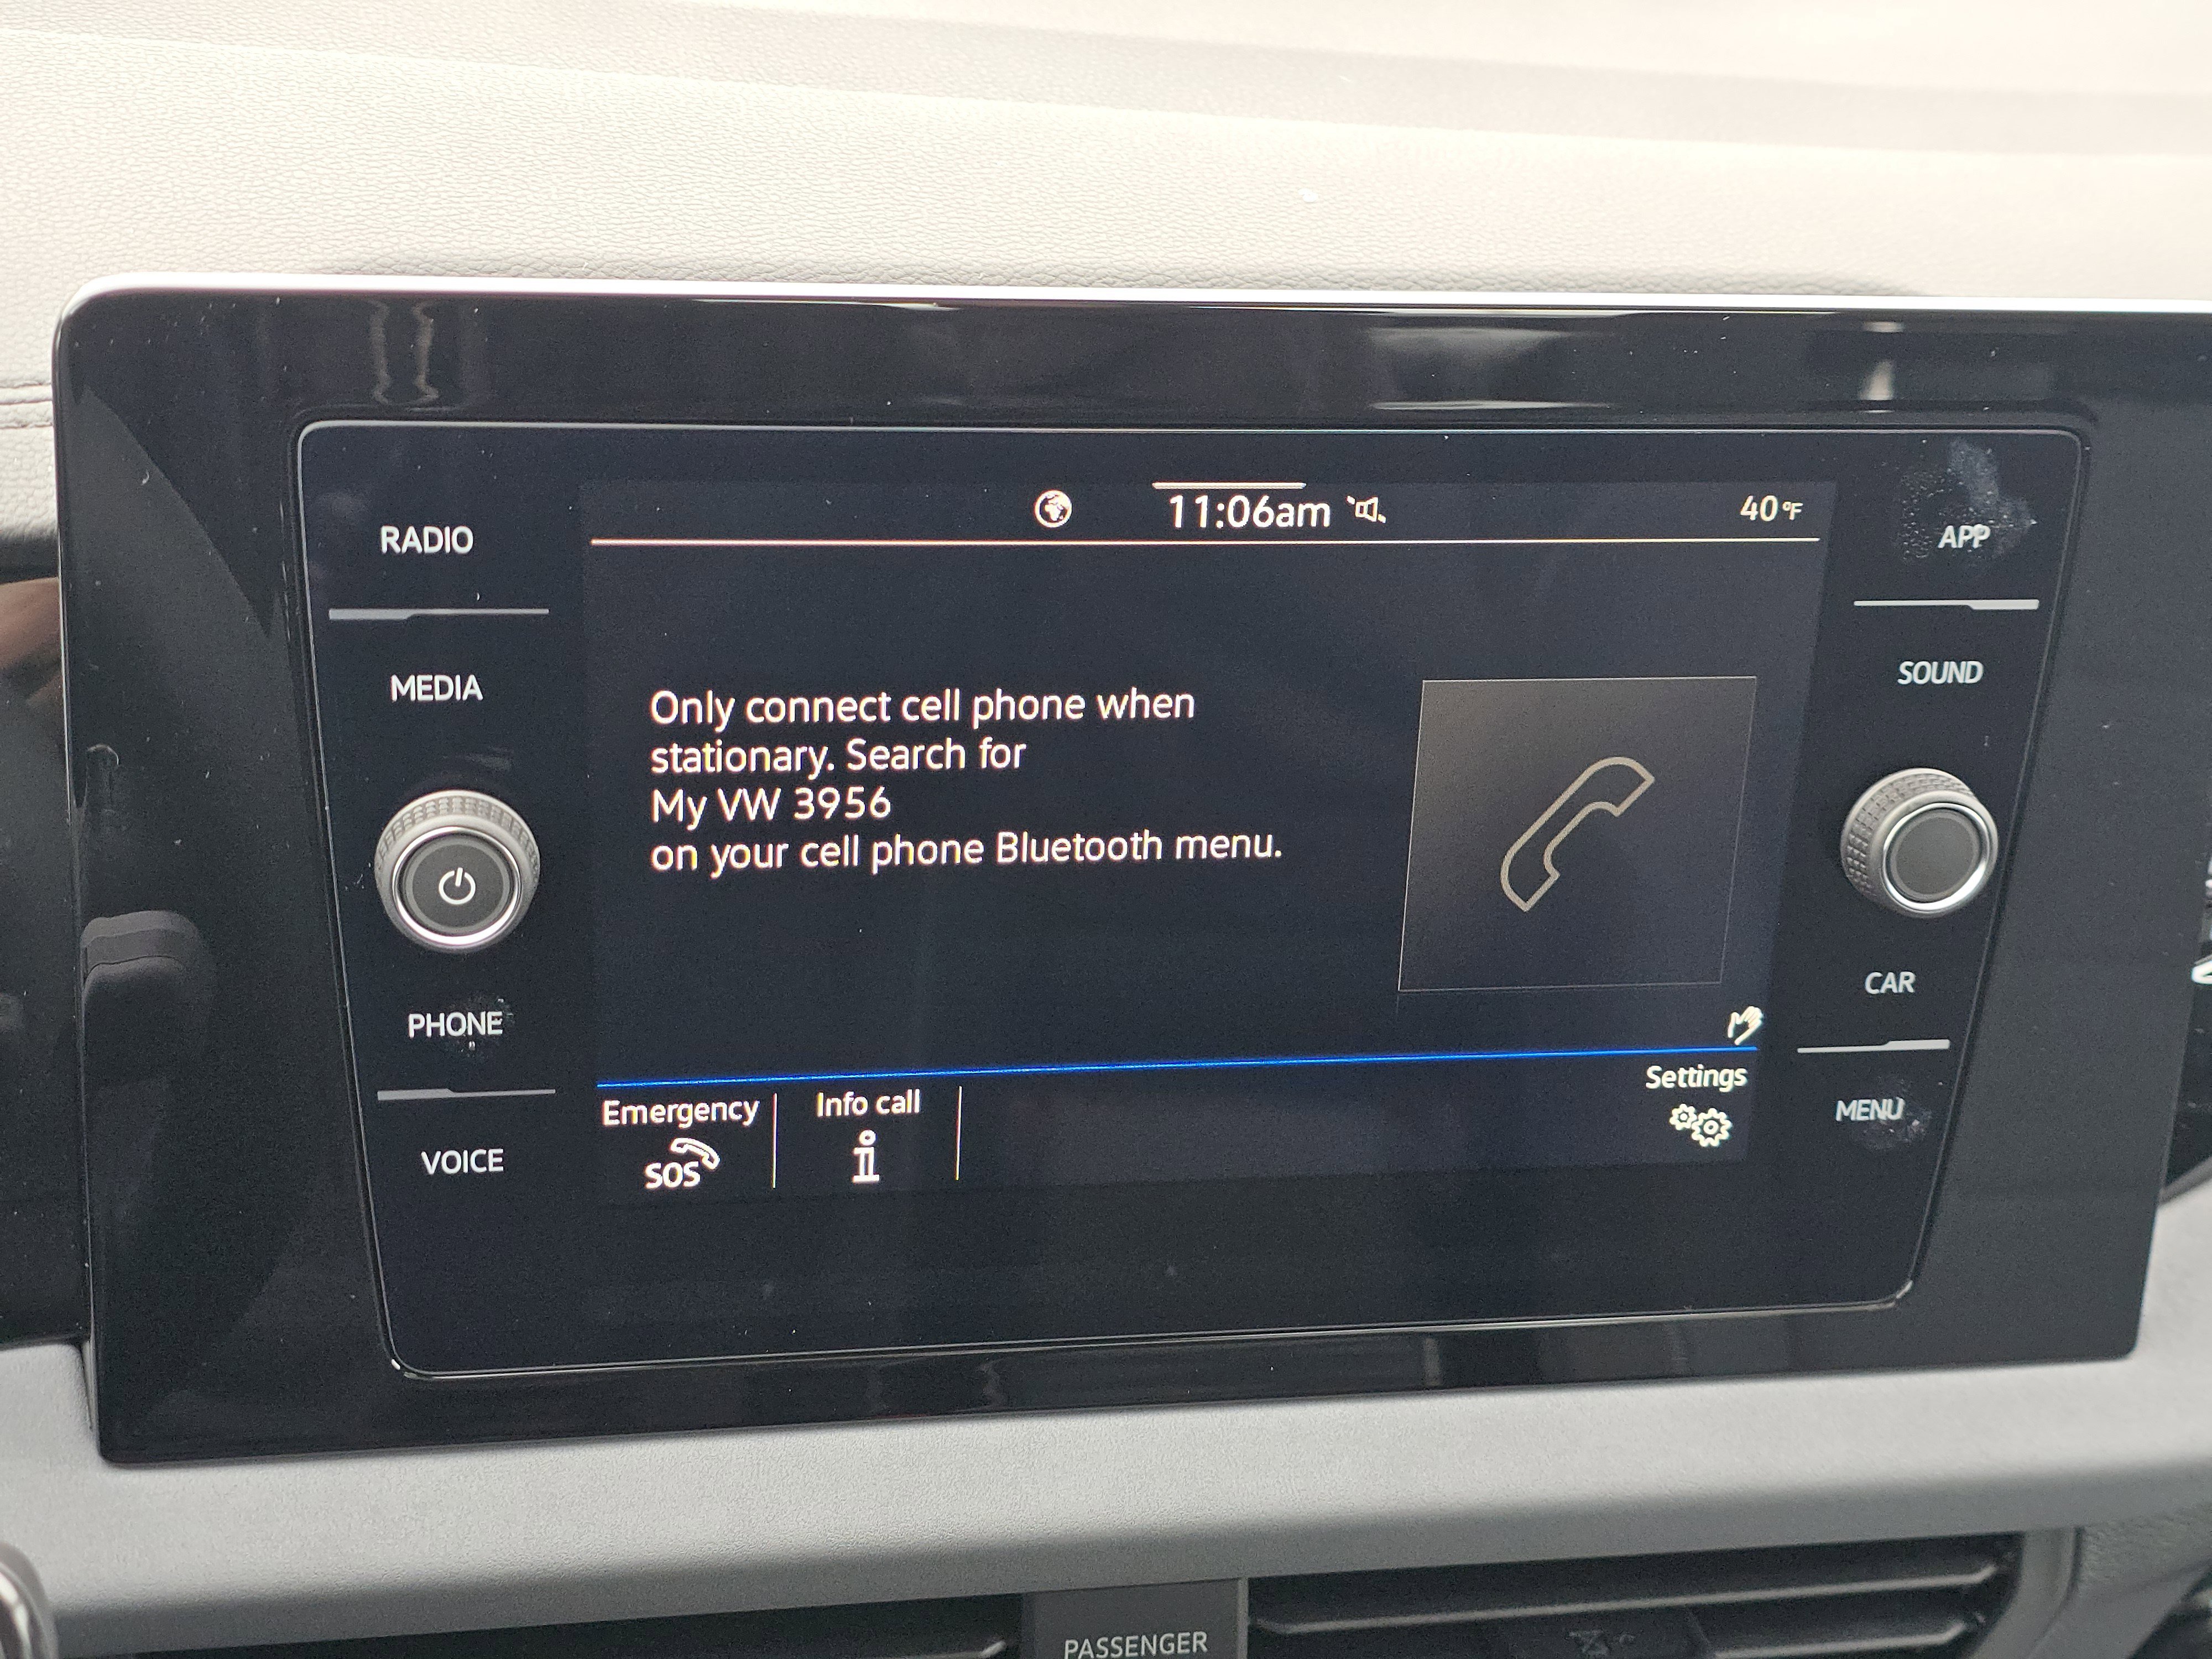 11:06am
40°F
RADIO
APP
MEDIA
SOUND
Only connect cell phone when
stationary. Search for
My VW 3956
on your cell phone Bluetooth menu.
PHONE
CAR
VOICE
MENU
Emergency
SOS
Info call
i
Settings
PASSENGER